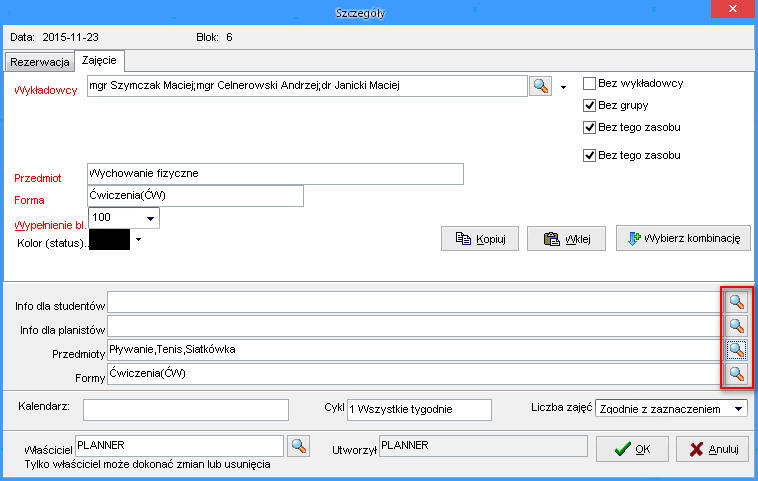 Szczegóły
Data: 2015-11-23 Blok: 6
Rezerwacja Zajęcie
Wykładowcy mgr Szymczak Maciej;mgr Celnerowski Andrzej;dr Janicki Maciej
Bez wykładowcy
Bez grupy
Bez tego zasobu
Bez tego zasobu
Przedmiot Wychowanie fizyczne
Forma Ćwiczenia(ĆW)
Wypełnienie bl. 100
Kolor (status).. Kopiuj Wklej Wybierz kombinację
Info dla studentów
Info dla planistów
Przedmioty Pływanie,Tenis,Siatkówka
Formy Ćwiczenia(ĆW)
Kalendarz: Cykl 1 Wszystkie tygodnie Liczba zajęć Zgodnie z zaznaczeniem
Właściciel PLANNER Utworzył PLANNER OK Anuluj
Tylko właściciel może dokonać zmian lub usunięcia